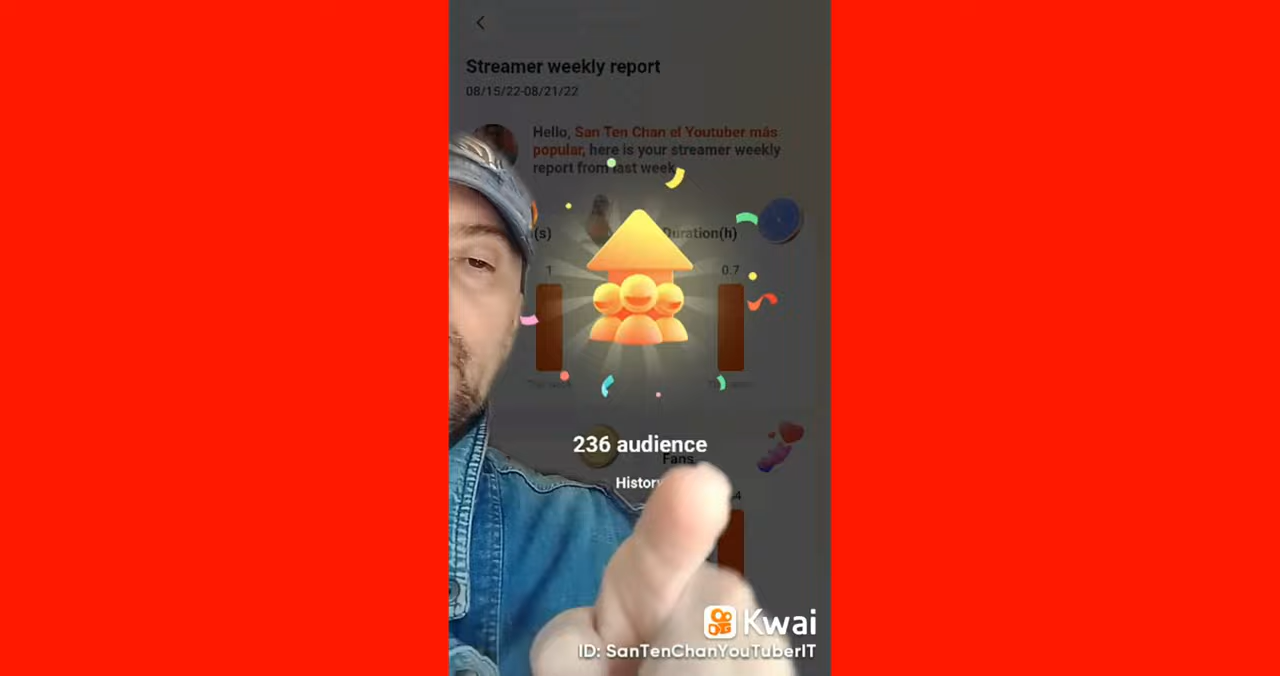 Streamer weekly report
08/15/22-08/21/22
Hello, San Ten Chan el Youtuber más
popular, here is your streamer weekly
report from last week
(s)
Duration(h)
1
0.7
236 audience
Fans
History
Kwai
ID: SanTenChanYouTuberIT